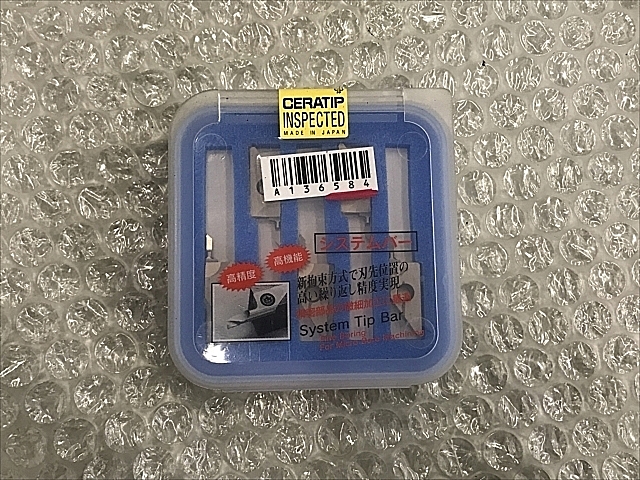 CERATIP
INSPECTED
MADE IN JAPAN
A136584
システムバー
高機能
高精度
新拘束方式で刃先位置の
高い繰り返し精度実現
System Tip Bar